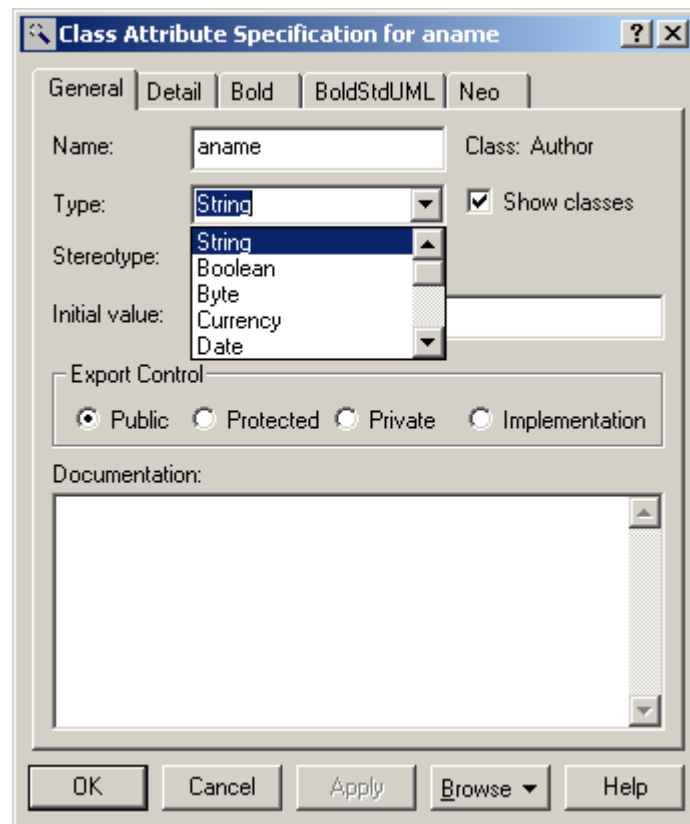 Class Attribute Specification for aname
General Detail Bold BoldStdUML Neo
Name: aname Class: Author
Type: String Show classes
String
Stereotype:
Boolean
Byte
Initial value:
Currency
Date
Export Control
Public Protected Private Implementation
Documentation:
OK Cancel Apply Browse Help